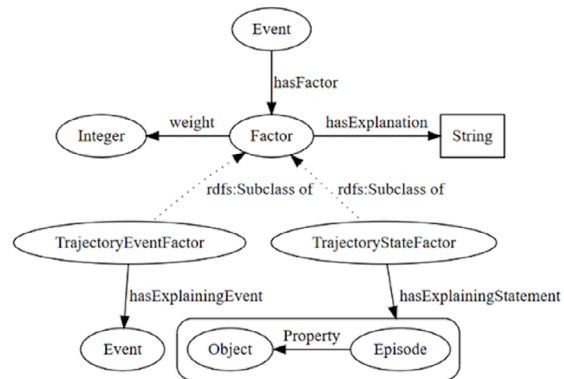 Event
hasFactor
Integer
weight
Factor
hasExplanation
String
rdfs:Subclass of
rdfs:Subclass of
TrajectoryEventFactor
TrajectoryStateFactor
hasExplainingEvent
hasExplainingStatement
Event
Object
Property
Episode